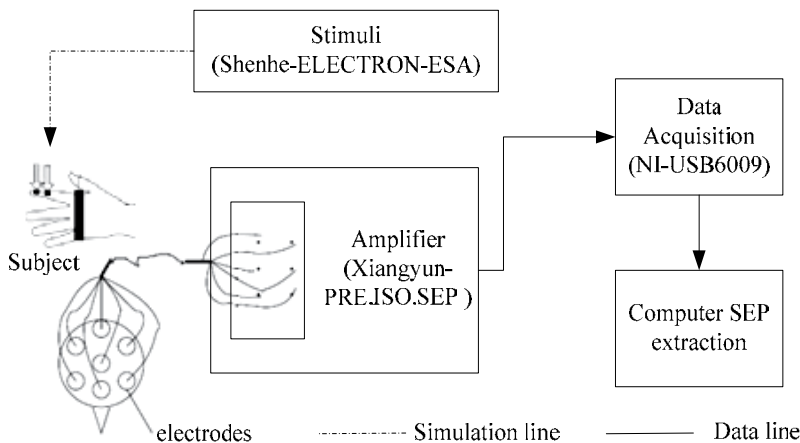 Stimuli
(Shenhe-ELECTRON-ESA)
Data
Acquisition
(NI-USB6009)
Subject
Amplifier
(Xiangyun-
PRE.ISO.SEP )
Computer SEP
extraction
electrodes
Simulation line
Data line